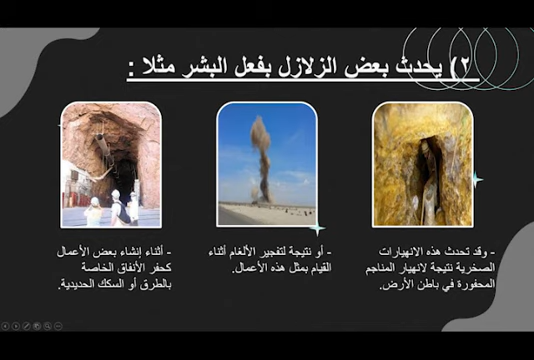 ٢) يحدث بعض الزلازل بفعل البشر مثلا :
- وقد تحدث هذه الانهيارات
الصخرية نتيجة لانهيار المناجم
المحفورة في باطن الأرض.
- أو نتيجة لتفجير الألغام أثناء
القيام بمثل هذه الأعمال.
- أثناء إنشاء بعض الأعمال
كحفر الأنفاق الخاصة
بالطرق أو السكك الحديدية.